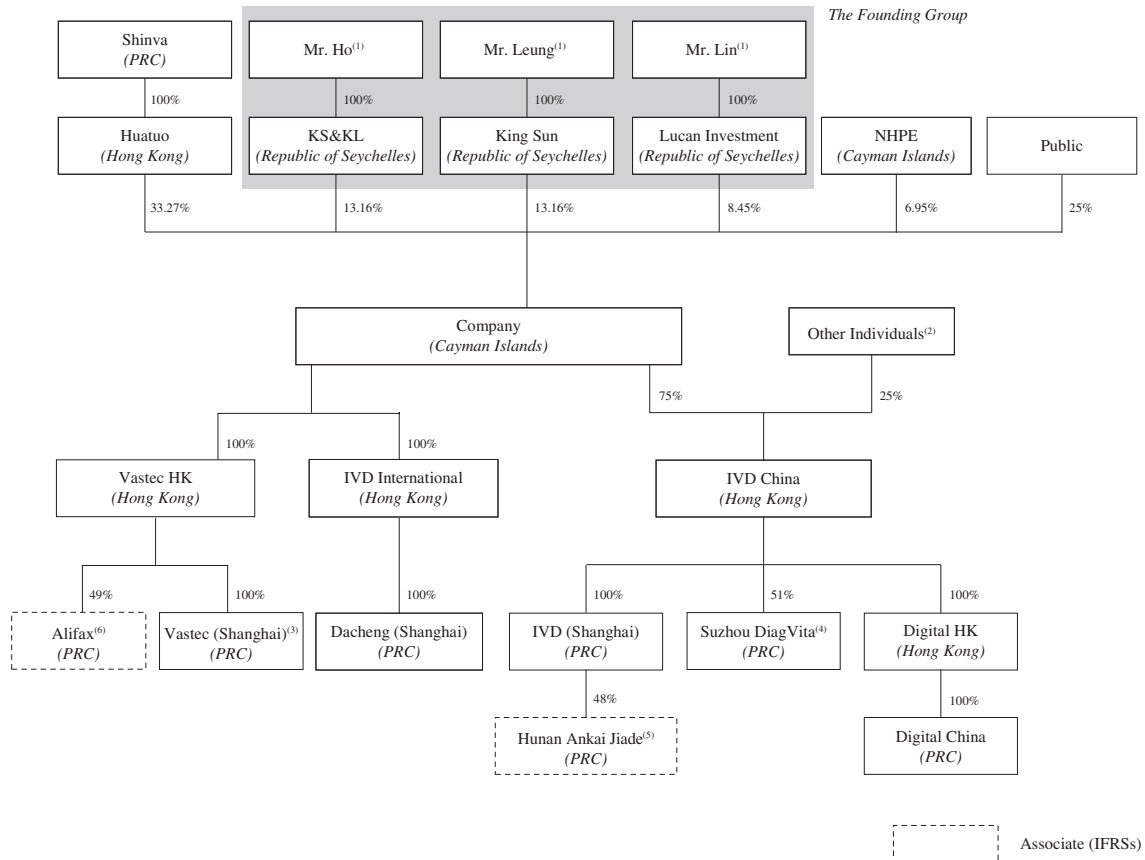 The Founding Group
Shinva
(PRC)
Mr. Ho(1)
Mr. Leung(1)
Mr. Lin(1)
100%
100%
100%
100%
Huatuo
(Hong Kong)
KS&KL
(Republic of Seychelles)
King Sun
(Republic of Seychelles)
Lucan Investment
(Republic of Seychelles)
NHPE
(Cayman Islands)
Public
33.27%
13.16%
13.16%
8.45%
6.95%
25%
Company
(Cayman Islands)
Other Individuals(2)
75%
25%
100%
100%
Vastec HK
(Hong Kong)
IVD International
(Hong Kong)
IVD China
(Hong Kong)
49%
100%
100%
100%
51%
100%
Alifax(6)
(PRC)
Vastec (Shanghai)(3)
(PRC)
Dacheng (Shanghai)
(PRC)
IVD (Shanghai)
(PRC)
Suzhou DiagVita(4)
(PRC)
Digital HK
(Hong Kong)
48%
100%
Hunan Ankai Jiade(5)
(PRC)
Digital China
(PRC)
Associate (IFRSs)